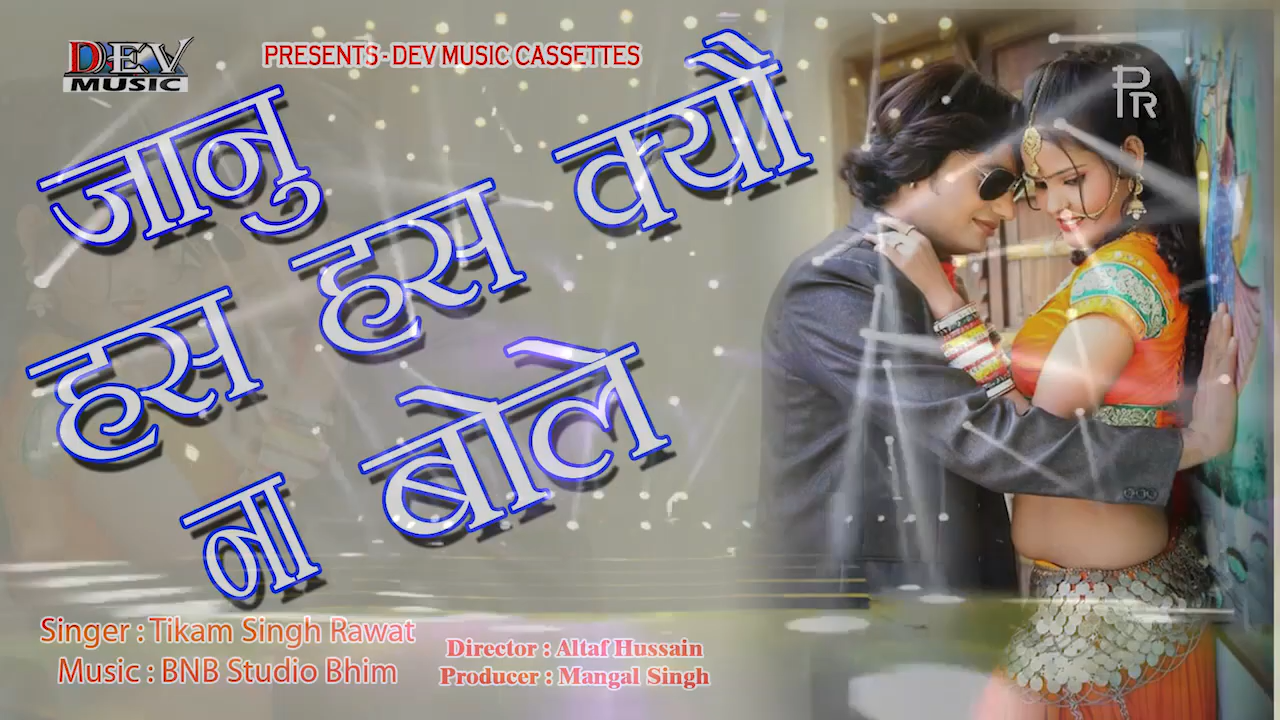 DEV
MUSIC
PRESENTS - DEV MUSIC CASSETTES
PR
जानु
हस हस क्यो
ना बोले
Singer : Tikam Singh Rawat
Music : BNB Studio Bhim
Director : Altaf Hussain
Producer : Mangal Singh